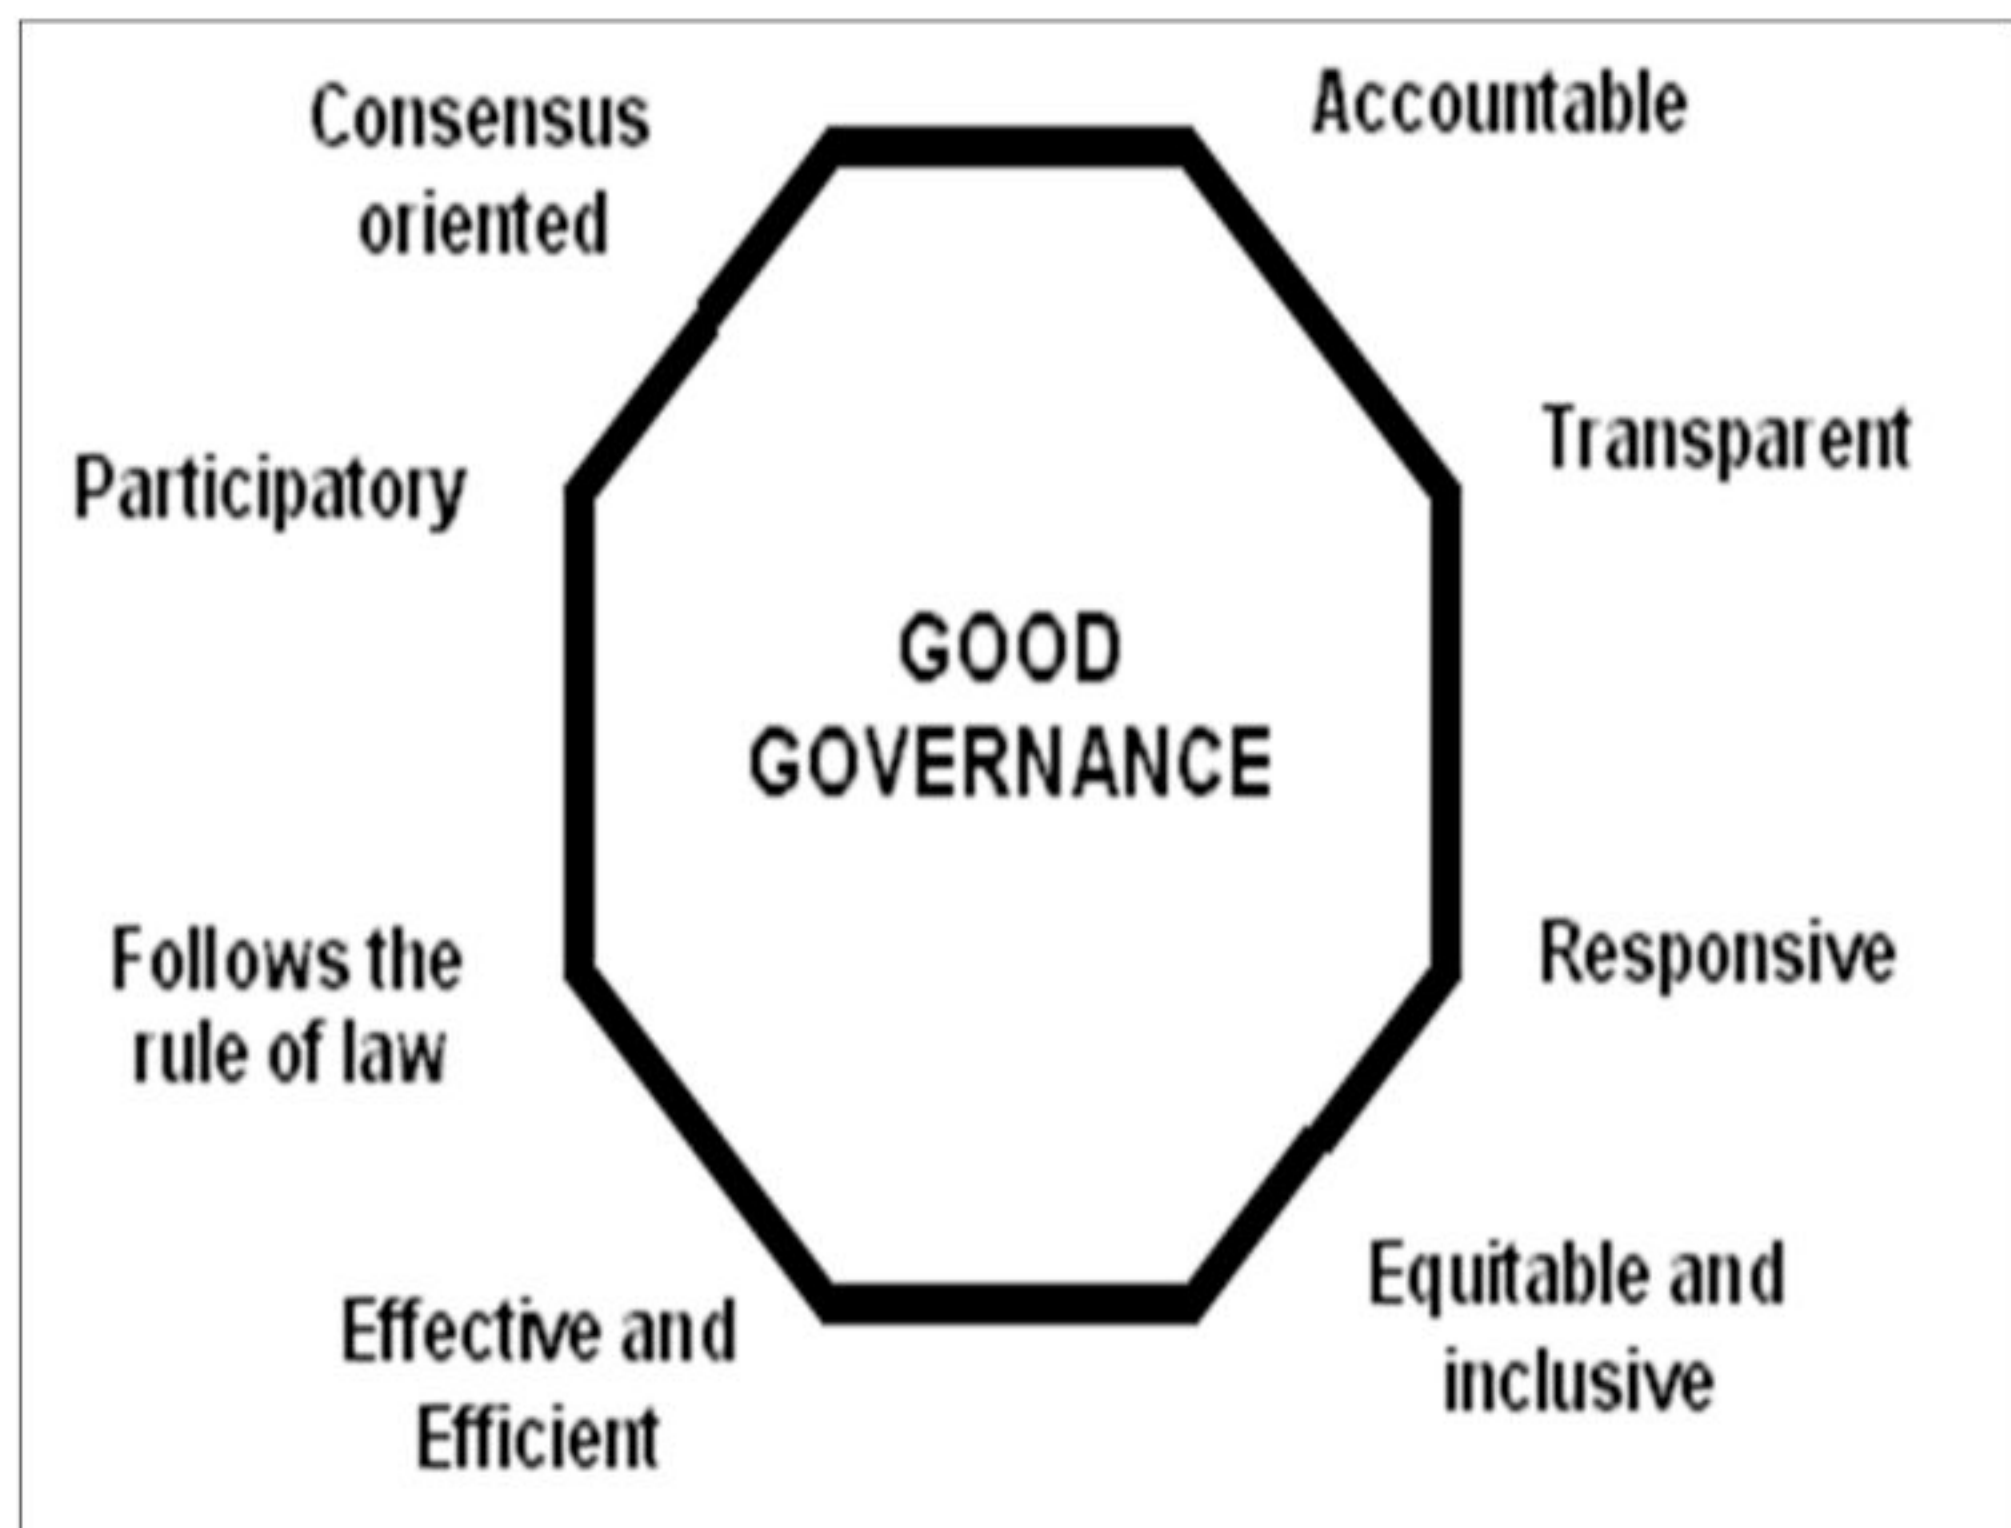 Consensus
oriented
Accountable
Participatory
Transparent
GOOD
GOVERNANCE
Follows the
rule of law
Responsive
Effective and
Efficient
Equitable and
inclusive